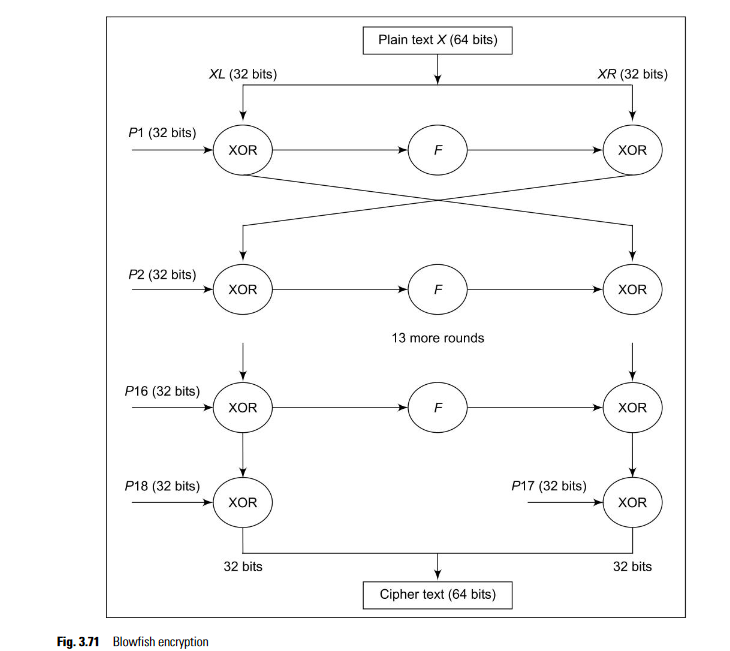 Plain text X (64 bits)
XL (32 bits)
XR (32 bits)
P1 (32 bits)
XOR
F
XOR
P2 (32 bits)
XOR
F
XOR
13 more rounds
P16 (32 bits)
XOR
F
XOR
P18 (32 bits)
XOR
P17 (32 bits)
XOR
32 bits
32 bits
Cipher text (64 bits)
Fig. 3.71 Blowfish encryption